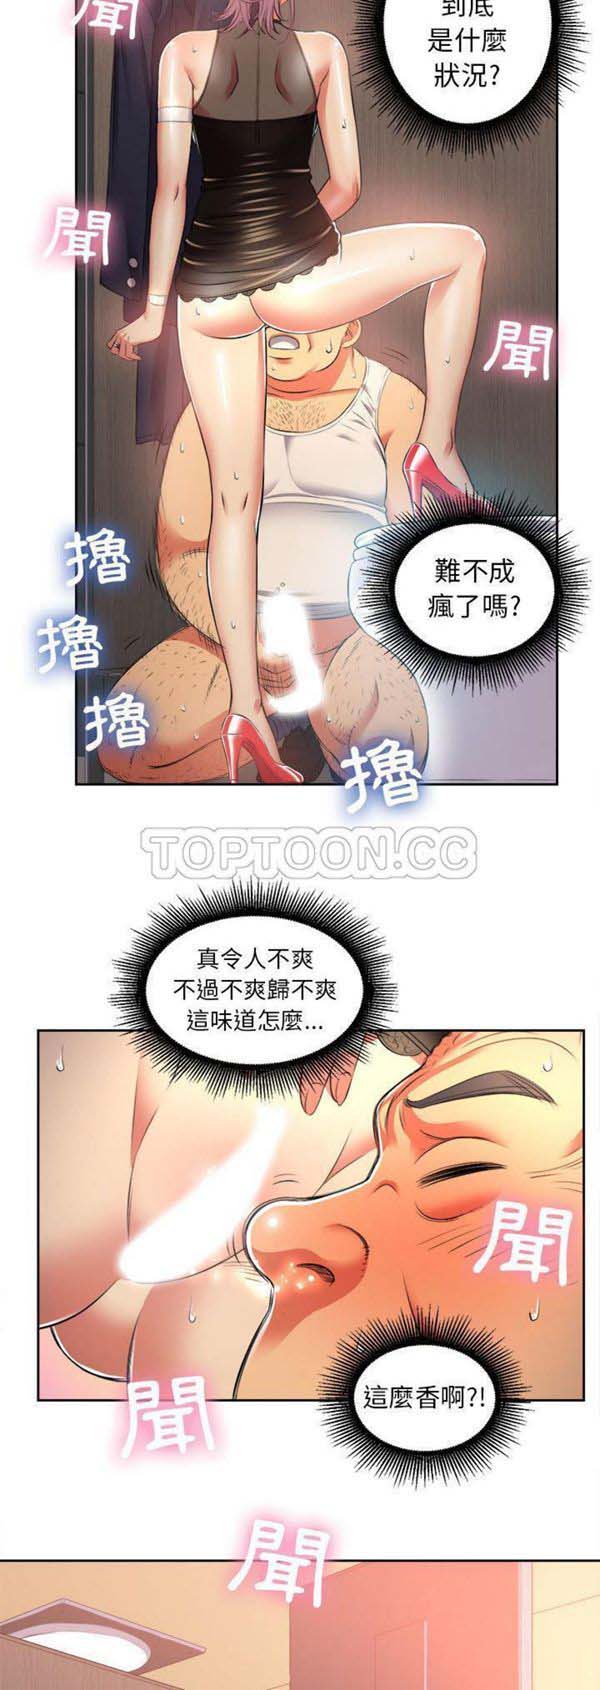 到底
是什麼
狀況?
聞
聞
聞
難不成
瘋了嗎?
擼
擼
擼
擼
TOPTOON.CC
真令人不爽
不過不爽歸不爽
這味道怎麼...
聞
這麼香啊?!
聞
聞